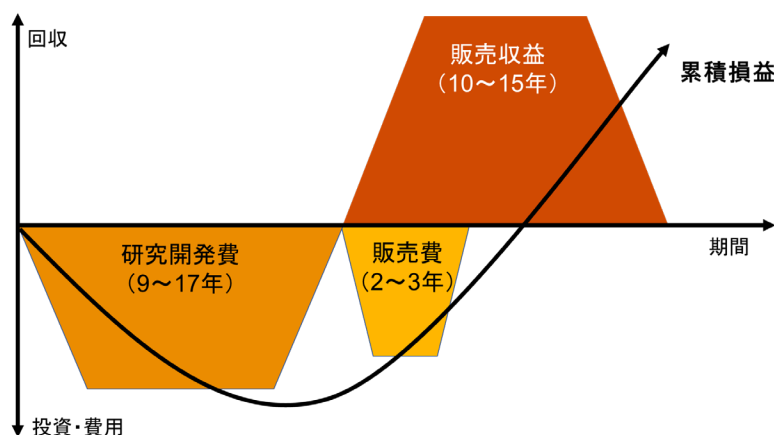 回収
販売収益
(10～15年)
累積損益
期間
研究開発費
(9～17年)
販売費
(2～3年)
投資・費用